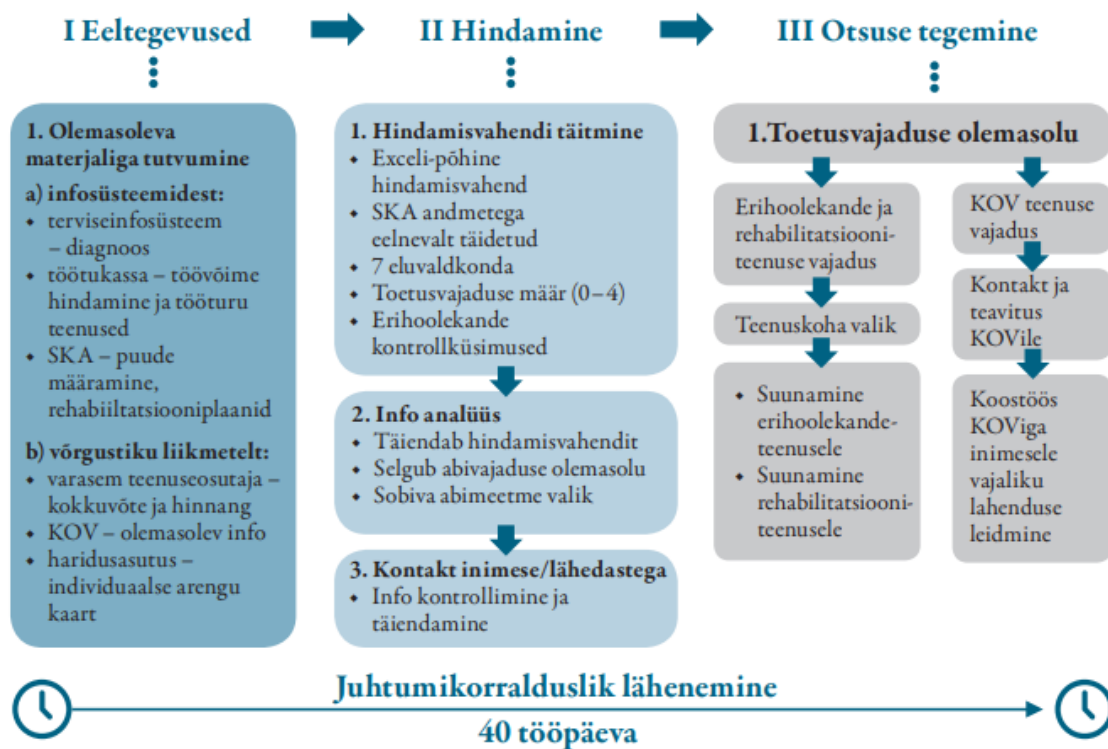 I Eeltegevused
II Hindamine
III Otsuse tegemine
1. Olemasoleva
materjaliga tutvumine
a) infosüsteemidest:
• terviseinfosüsteem
– diagnoos
• töötukassa – töövõime
hindamine ja tööturu
teenused
• SKA – puude
määramine,
rehabiiltatsiooniplaanid
b) võrgustiku liikmetelt:
• varasem teenuseosutaja –
kokkuvõte ja hinnang
• KOV – olemasolev info
• haridusasutus –
individuaalse arengu
kaart
1. Hindamisvahendi täitmine
• Exceli-põhine
hindamisvahend
• SKA andmetega
eelnevalt täidetud
• 7 eluvaldkonda
• Toetusvajaduse määr (0–4)
• Erihoolekande
kontrollküsimused
2. Info analüüs
• Täiendab hindamisvahendit
• Selgub abivajaduse olemasolu
• Sobiva abimeetme valik
3. Kontakt inimese/lähedastega
• Info kontrollimine ja
täiendamine
1.Toetusvajaduse olemasolu
Erihoolekande ja
rehabilitatsiooni-
teenuse vajadus
Teenuskoha valik
• Suunamine
erihoolekande-
teenusele
• Suunamine
rehabilitatsiooni-
teenusele
KOV teenuse
vajadus
Kontakt ja
teavitus
KOVile
Koostöös
KOViga
inimesele
vajaliku
lahenduse
leidmine
Juhtumikorralduslik lähenemine
40 tööpäeva